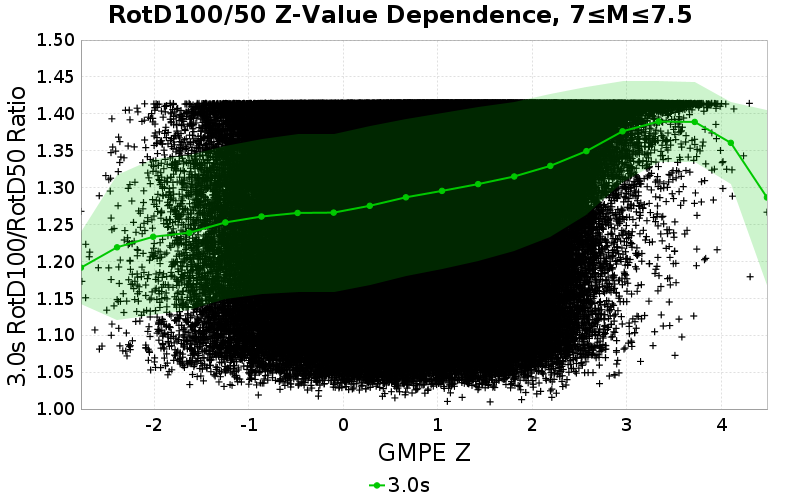 RotD100/50 Z-Value Dependence, 7≤M≤7.5
3.0s RotD100/RotD50 Ratio
1.50
1.45
1.40
1.35
1.30
1.25
1.20
1.15
1.10
1.05
1.00
-2 -1 0 1 2 3 4
GMPE Z
3.0s